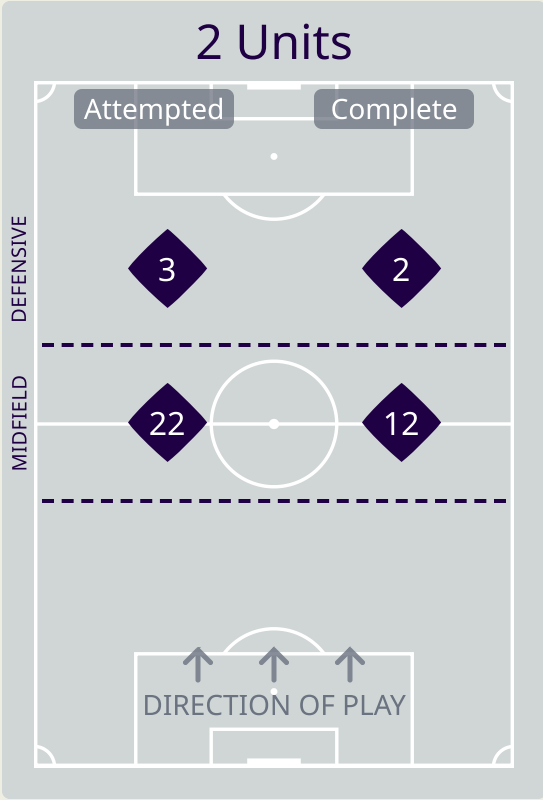 2 Units
Attempted Complete
DEFENSIVE
3 2
MIDFIELD
22 12
DIRECTION OF PLAY